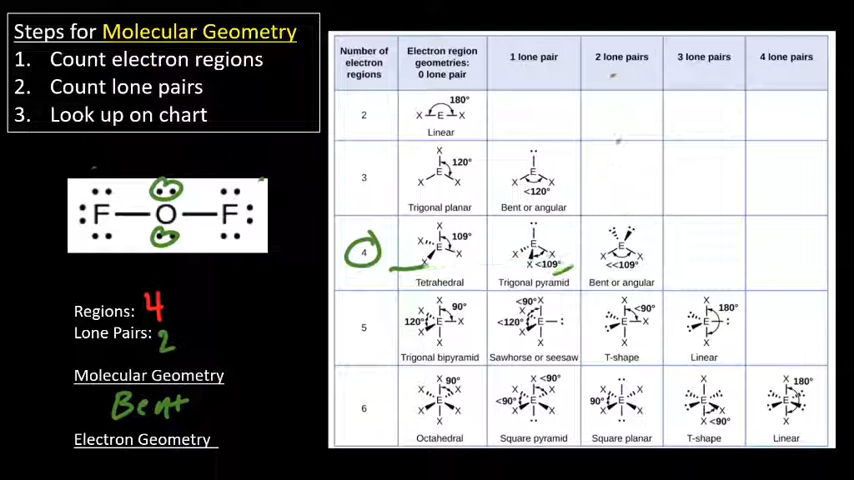 Steps for Molecular Geometry
1. Count electron regions
2. Count lone pairs
3. Look up on chart
F O F
Regions: 4
Lone Pairs: 2
Molecular Geometry
Bent
Electron Geometry
Number of electron regions
Electron region geometries: 0 lone pair
1 lone pair
2 lone pairs
3 lone pairs
4 lone pairs
2
180°
X E X
Linear
3
X
120°
E
X X
Trigonal planar
E
X X
<120°
Bent or angular
4
X
X 109°
E
X
X
Tetrahedral
E
X X
X <109°
Trigonal pyramid
E
X X
<<109°
Bent or angular
5
X 90°
120° E X
X
Trigonal bipyramid
<90° X
<120° E
X
Sawhorse or seesaw
X <90°
E X
X
T-shape
X 180°
E
X
Linear
6
X 90°
X X
E
X X
X
Octahedral
X <90°
X X
<90° E
X X
Square pyramid
X X
90° E
X X
Square planar
X
E
X X <90°
T-shape
X 180°
E
X
Linear